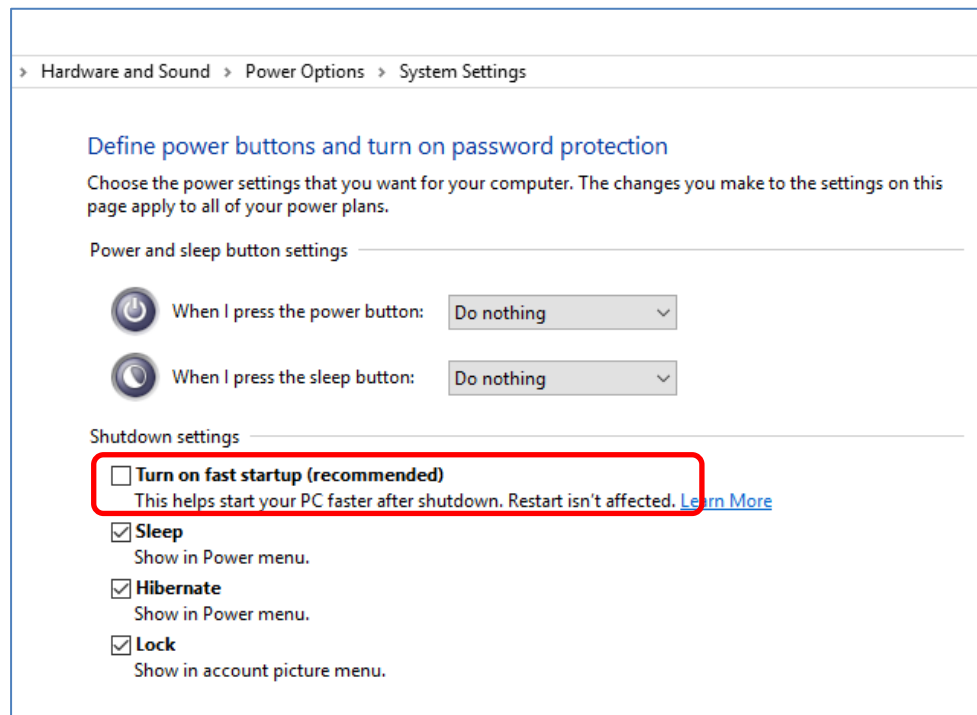 > Hardware and Sound > Power Options > System Settings
Define power buttons and turn on password protection
Choose the power settings that you want for your computer. The changes you make to the settings on this
page apply to all of your power plans.
Power and sleep button settings
When I press the power button: Do nothing
When I press the sleep button: Do nothing
Shutdown settings
Turn on fast startup (recommended)
This helps start your PC faster after shutdown. Restart isn't affected. Learn More
Sleep
Show in Power menu.
Hibernate
Show in Power menu.
Lock
Show in account picture menu.